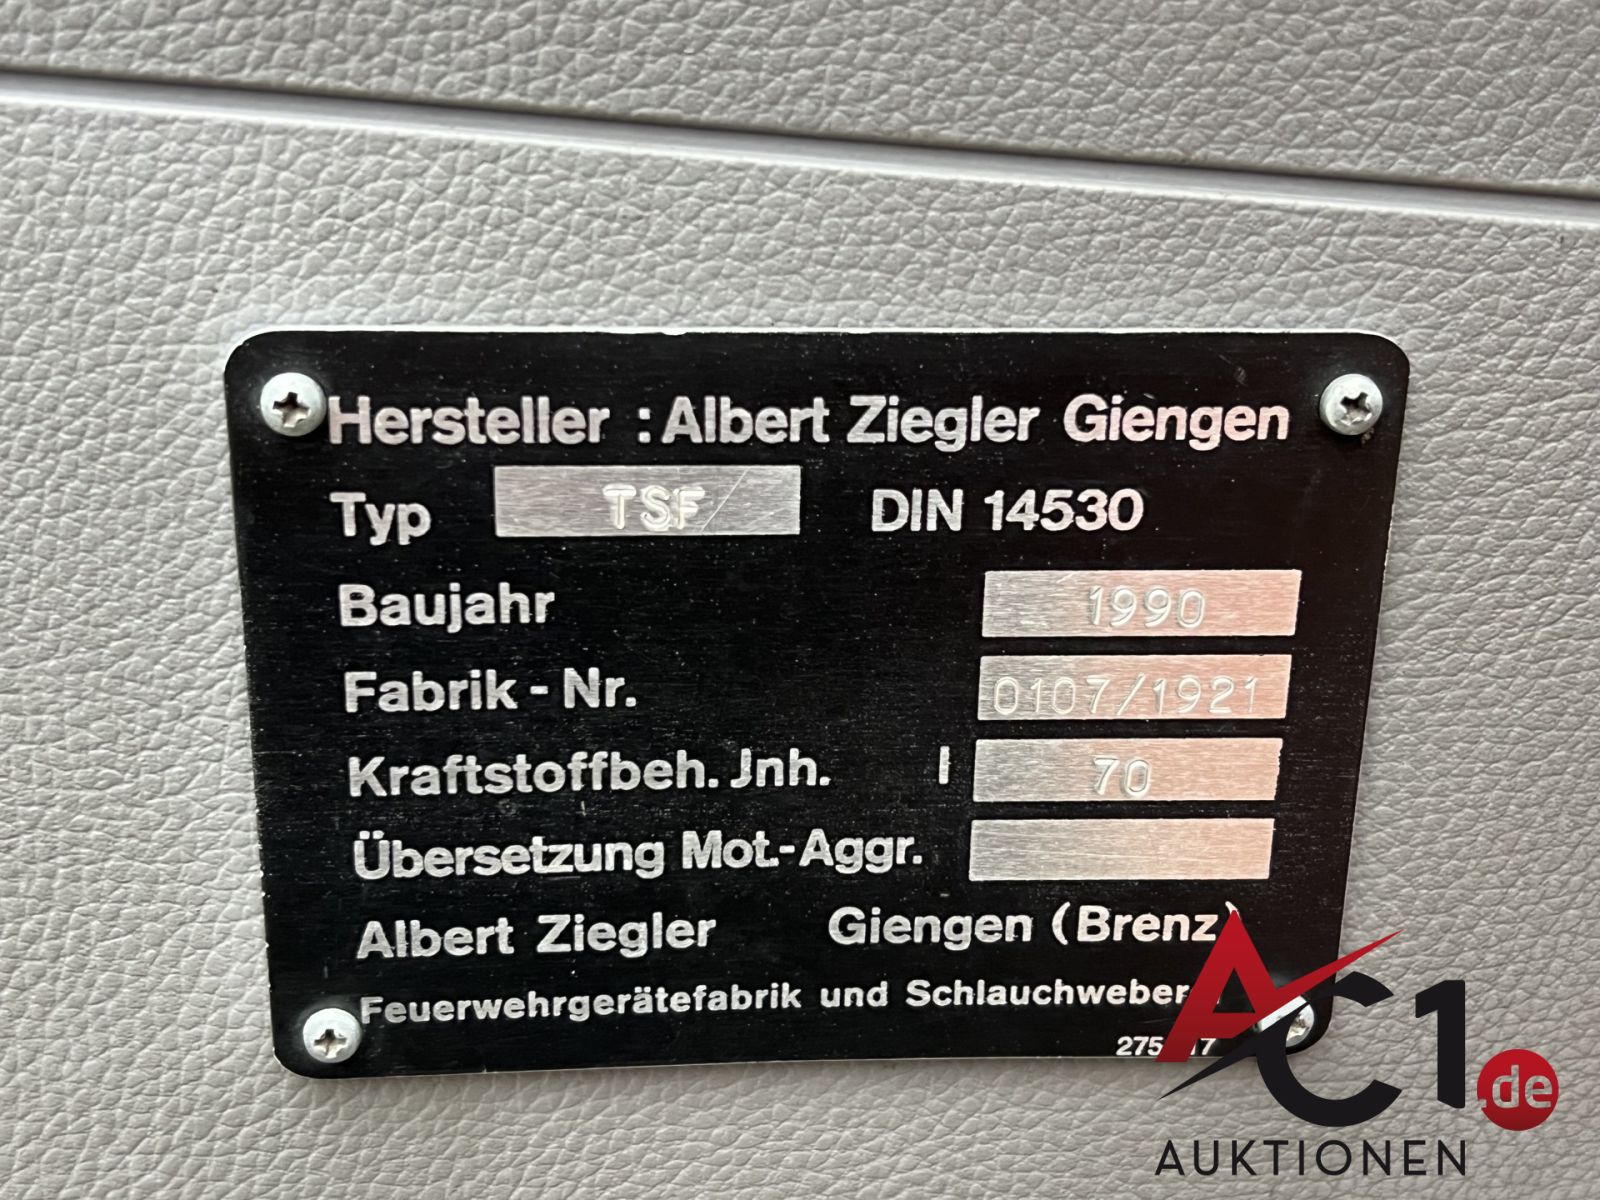 Hersteller : Albert Ziegler Giengen
Typ TSF/ DIN 14530
Baujahr 1990
Fabrik - Nr. 0107/1921
Kraftstoffbeh. Jnh. l 70
Übersetzung Mot.-Aggr.
Albert Ziegler Giengen (Brenz)
Feuerwehrgerätefabrik und
AC1.de
AUKTIONEN